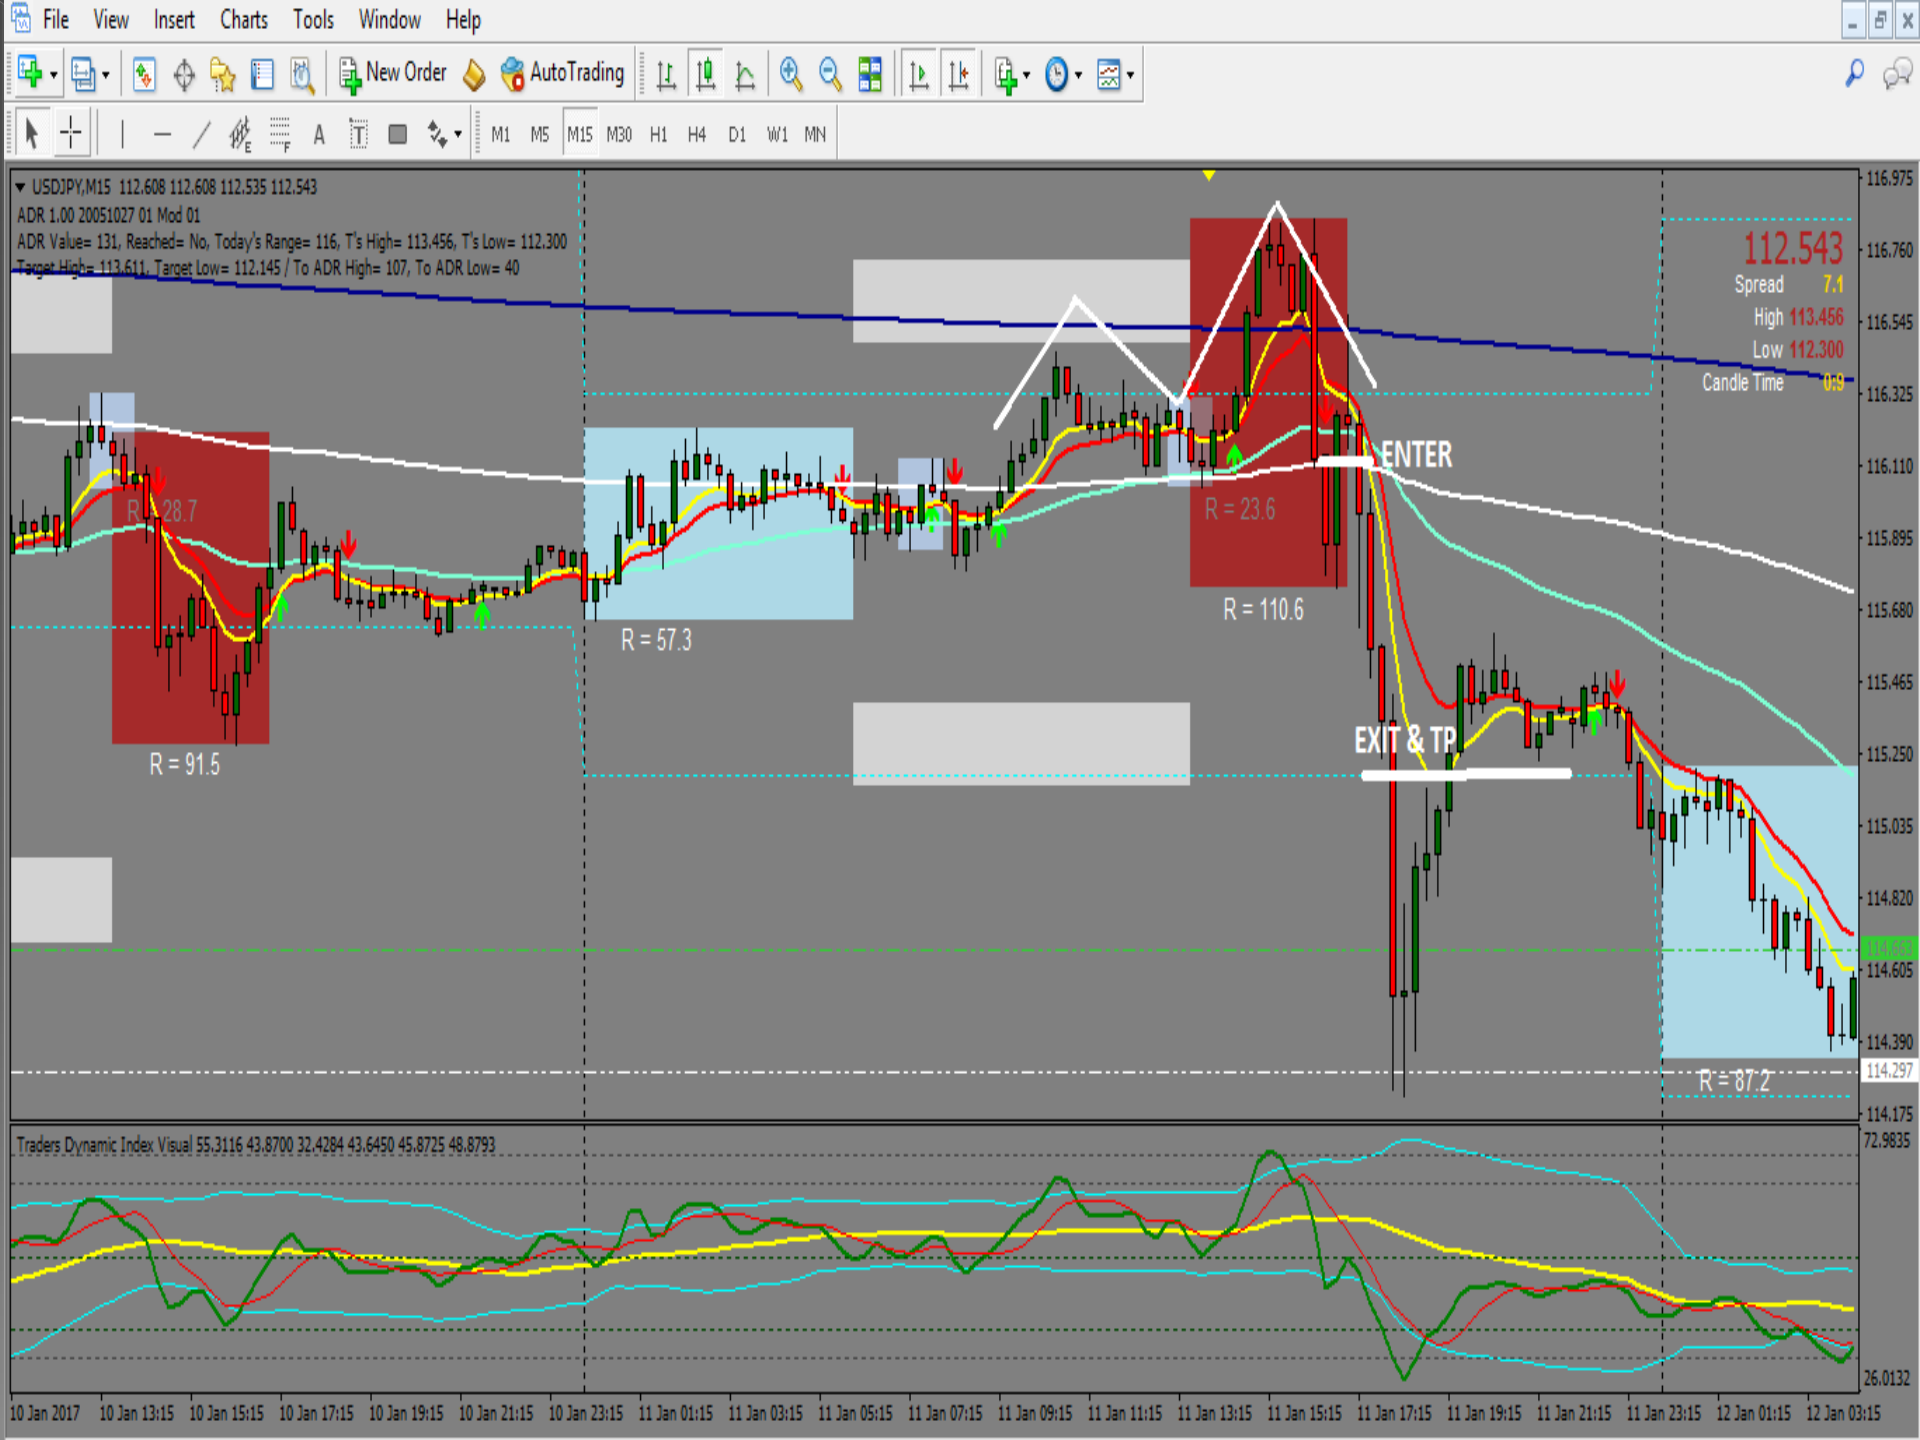 File View Insert Charts Tools Window Help
New Order AutoTrading
E F A T M1 M5 M15 M30 H1 H4 D1 W1 MN
USDJPY,M15 112.608 112.608 112.535 112.543
ADR 1.00 20051027 01 Mod 01
ADR Value= 131, Reached= No, Today's Range= 116, T's High= 113.456, T's Low= 112.300
Target High= 113.611, Target Low= 112.145 / To ADR High= 107, To ADR Low= 40
112.543
Spread 7.1
High 113.456
Low 112.300
Candle Time 0:9
116.975
116.760
116.545
116.325
116.110
115.895
115.680
115.465
115.250
115.035
114.820
114.605
114.390
114.297
114.175
ENTER
R = 28.7
R = 23.6
R = 110.6
R = 57.3
EXIT & TP
R = 91.5
R = 87.2
Traders Dynamic Index Visual 55.3116 43.8700 32.4284 43.6450 45.8725 48.8793
72.9835
26.0132
10 Jan 2017 10 Jan 13:15 10 Jan 15:15 10 Jan 17:15 10 Jan 19:15 10 Jan 21:15 10 Jan 23:15 11 Jan 01:15 11 Jan 03:15 11 Jan 05:15 11 Jan 07:15 11 Jan 09:15 11 Jan 11:15 11 Jan 13:15 11 Jan 15:15 11 Jan 17:15 11 Jan 19:15 11 Jan 21:15 11 Jan 23:15 12 Jan 01:15 12 Jan 03:15